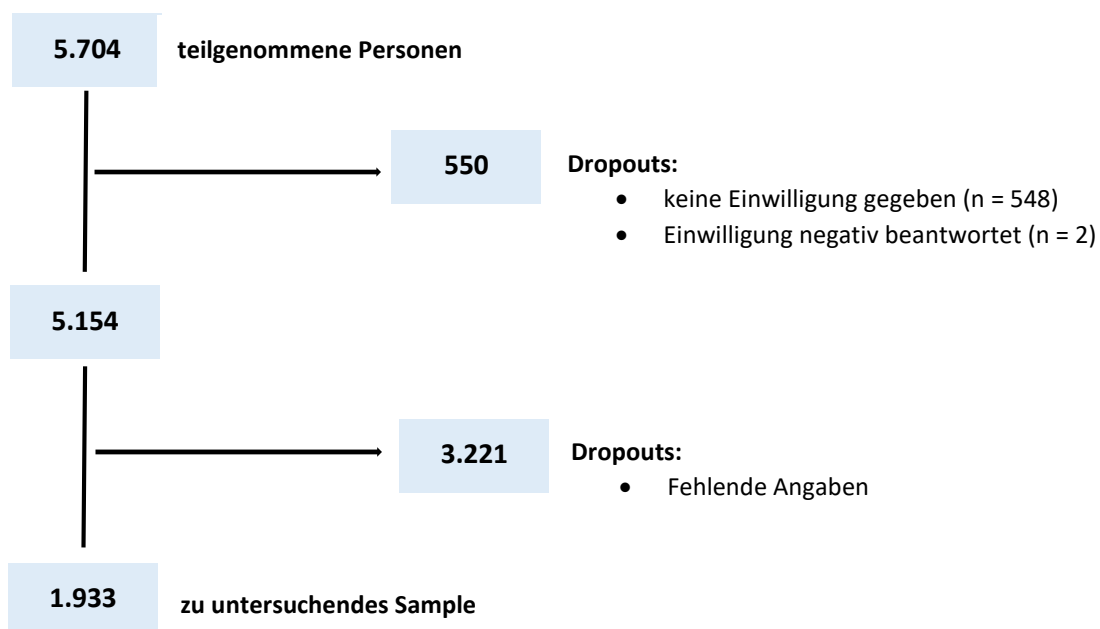 5.704
teilgenommene Personen
550
Dropouts:
• keine Einwilligung gegeben (n = 548)
• Einwilligung negativ beantwortet (n = 2)
5.154
3.221
Dropouts:
• Fehlende Angaben
1.933
zu untersuchendes Sample